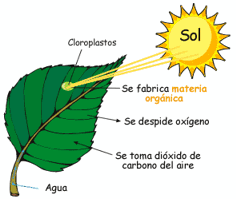 Sol
Cloroplastos
Se fabrica materia
orgánica
Se despide oxígeno
Se toma dióxido de
carbono del aire
Agua